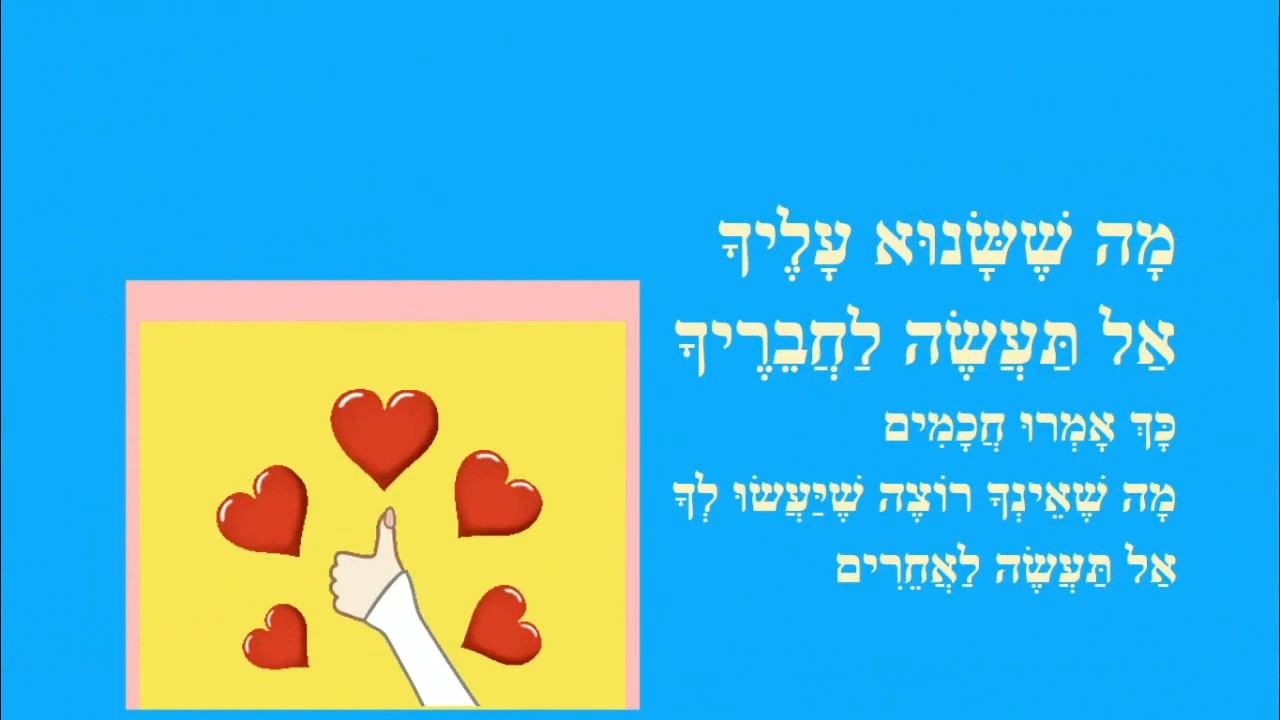 מָה שֶׁשָּׂנוּא עָלֶיךָ
אַל תַּעֲשֶׂה לַחֲבֵרֶיךָ
כָּךְ אָמְרוּ חֲכָמִים
מָה שֶׁאֵינְךָ רוֹצֶה שֶׁיַּעֲשׂוּ לְךָ
אַל תַּעֲשֶׂה לַאֲחֵרִים